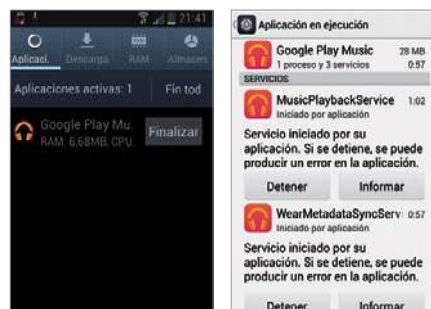 21:41
Aplicaci. Descarga RAM Almacen
Aplicaciones activas: 1 Fin tod
Google Play Mu.
RAM: 6.68MB, CPU.
Finalizar
Aplicación en ejecución
Google Play Music 28 MB
1 proceso y 3 servicios 0:57
SERVICIOS
MusicPlaybackService 1:02
Iniciado por aplicación
Servicio iniciado por su
aplicación. Si se detiene, se puede
producir un error en la aplicación.
Detener Informar
WearMetadataSyncServ 0:57
Iniciado por aplicación
Servicio iniciado por su
aplicación. Si se detiene, se puede
producir un error en la aplicación.
Detener Informar